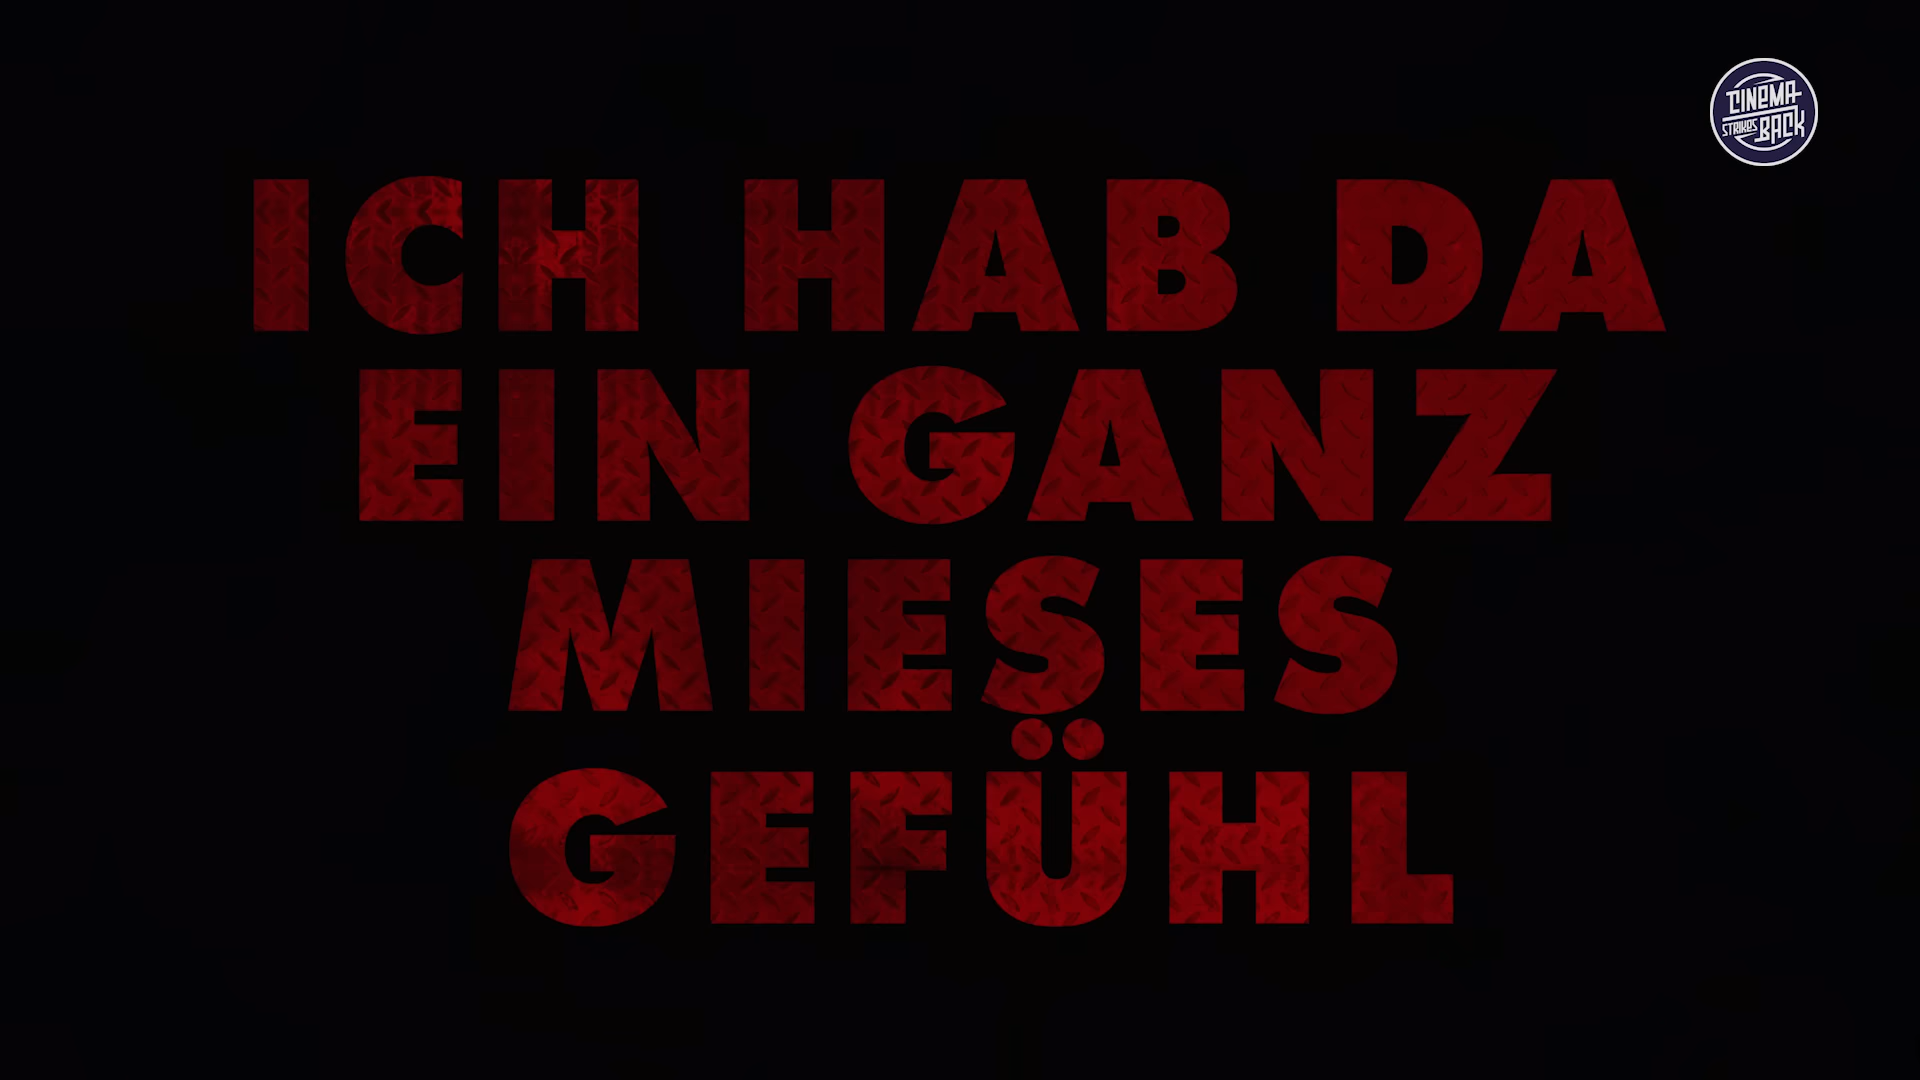 CINEMA
STRIKES BACK
ICH HAB DA
EIN GANZ
MIESES
GEFÜHL